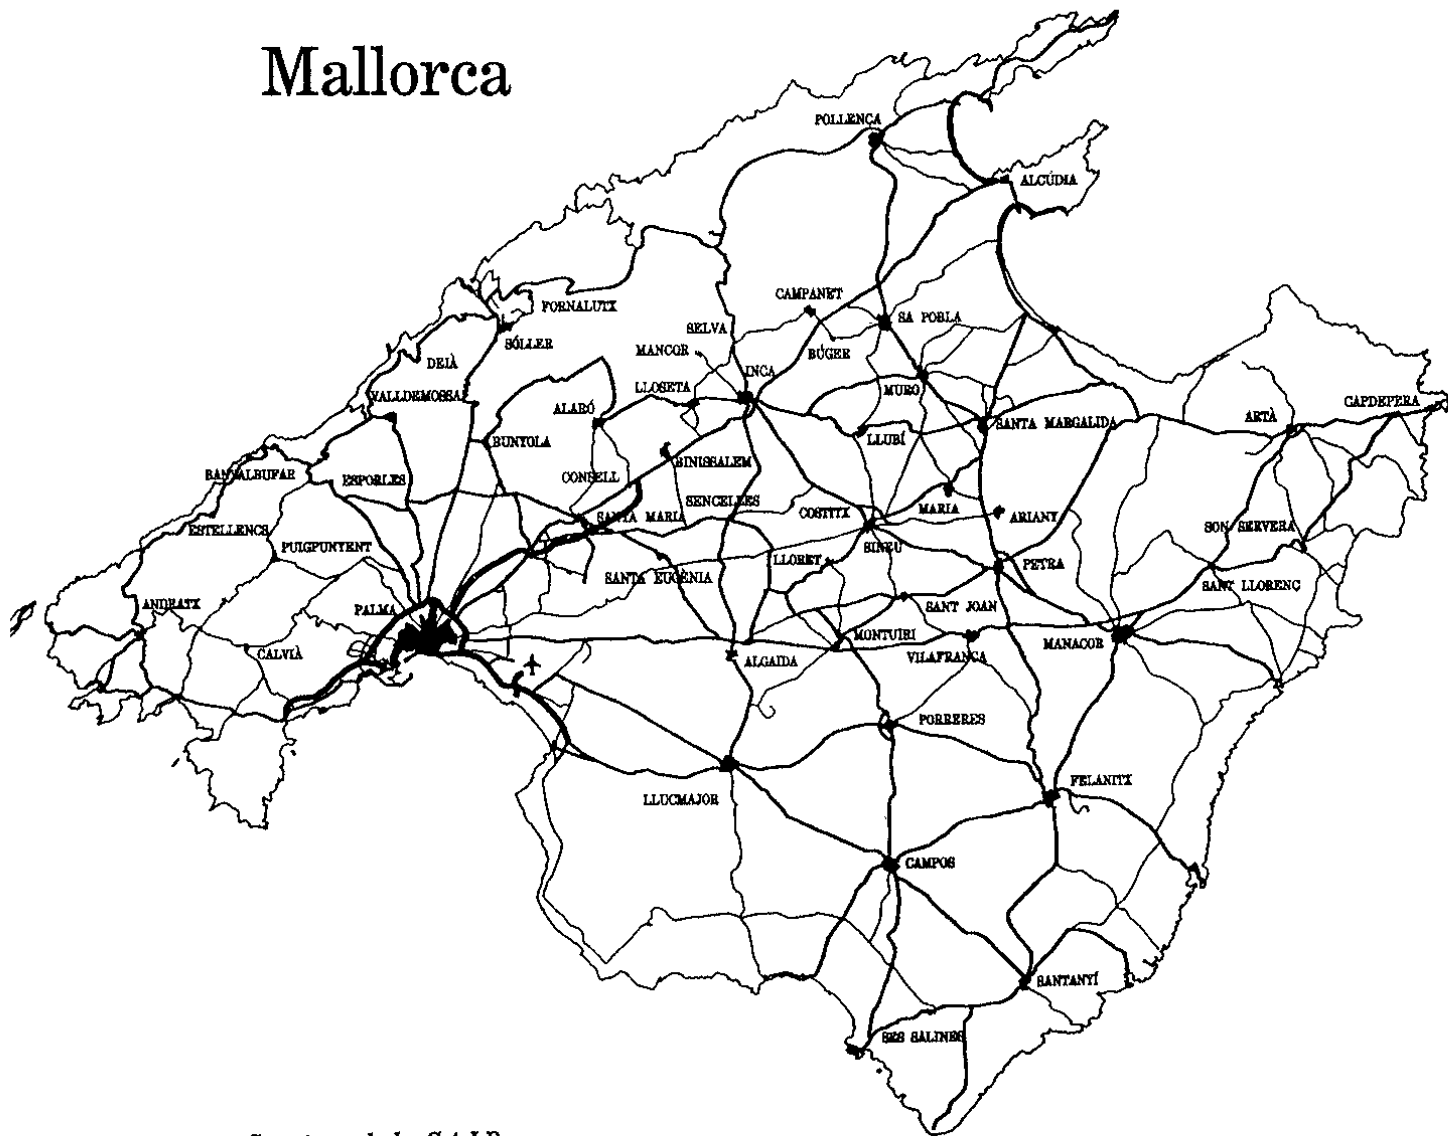 Mallorca
POLLENÇA
ALCÚDIA
CAMPANET
FORNALUTX
SA POBLA
SELVA
SÓLLER
MANCOR
BÚGER
DEIÀ
INCA
LLOSETA
MURO
VALLDEMOSSA
CAPDEPERA
ALARÓ
ARTÀ
SANTA MARGALIDA
BUNYOLA
LLUBÍ
BINISSALEM
BANYALBUFAR
ESPORLES
CONSELL
SENCELLES
MARIA
COSTITX
ARIANY
SANTA MARIA
ESTELLENCS
SON SERVERA
PUIGPUNYENT
SINEU
LLORET
PETRA
SANTA EUGÈNIA
SANT LLORENÇ
ANDRATX
PALMA
SANT JOAN
MONTUÏRI
MANACOR
CALVIÀ
VILAFRANCA
ALGAIDA
PORRERES
FELANITX
LLUCMAJOR
CAMPOS
SANTANYÍ
SES SALINES